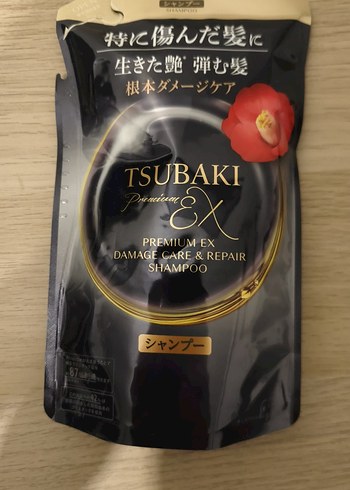 シャンプー
SHAMPOO
特に傷んだ髪に
生きた艶* 弾む髪
根本ダメージケア
TSUBAKI
Premium EX
PREMIUM EX
DAMAGE CARE & REPAIR
SHAMPOO
シャンプー